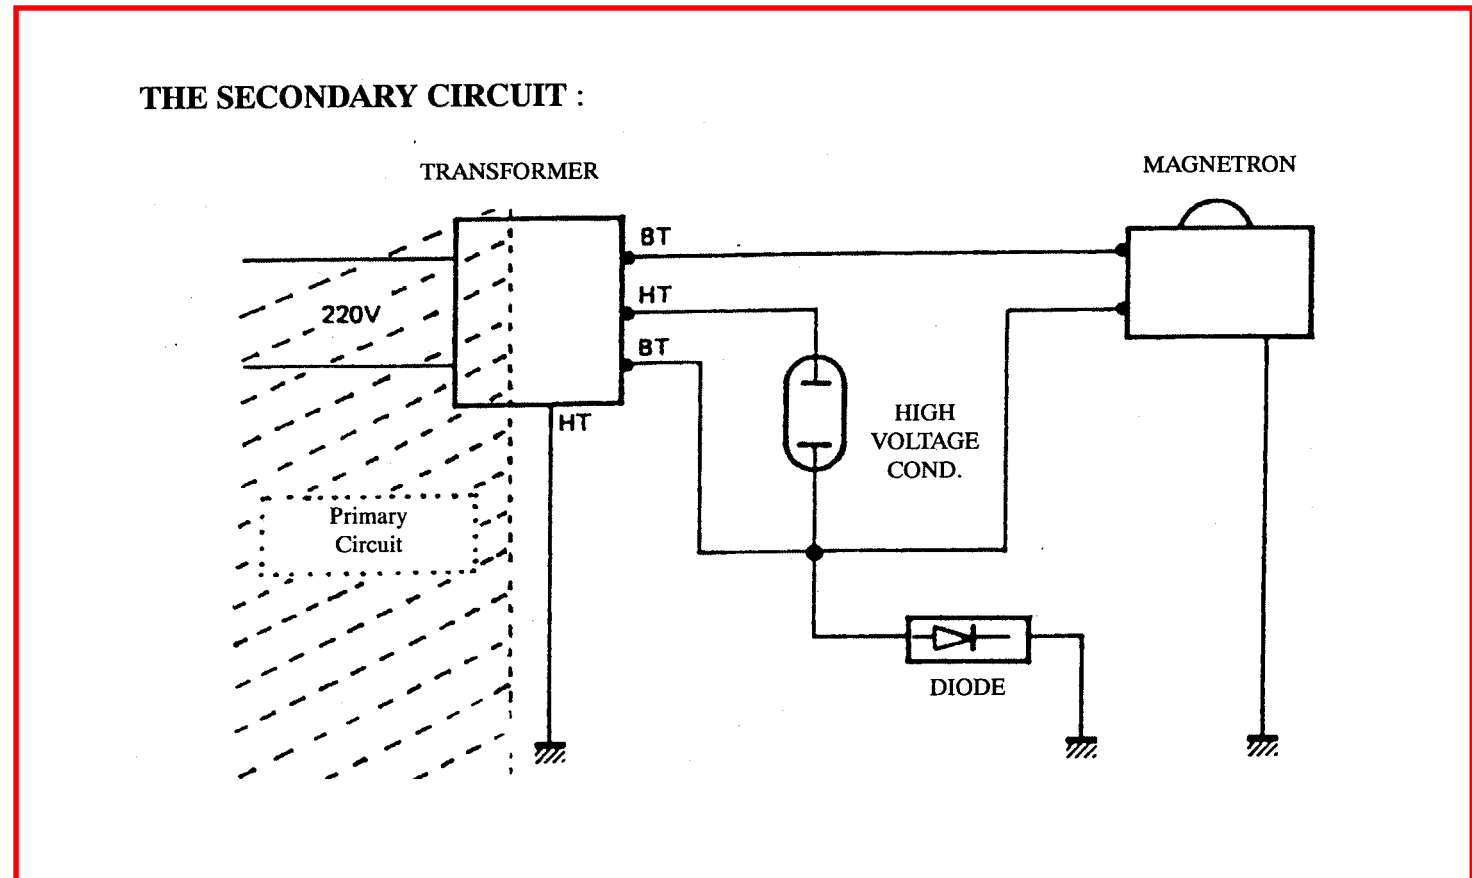 THE SECONDARY CIRCUIT :
TRANSFORMER
MAGNETRON
BT
HT
220V
BT
HT
HIGH
VOLTAGE
COND.
Primary
Circuit
DIODE